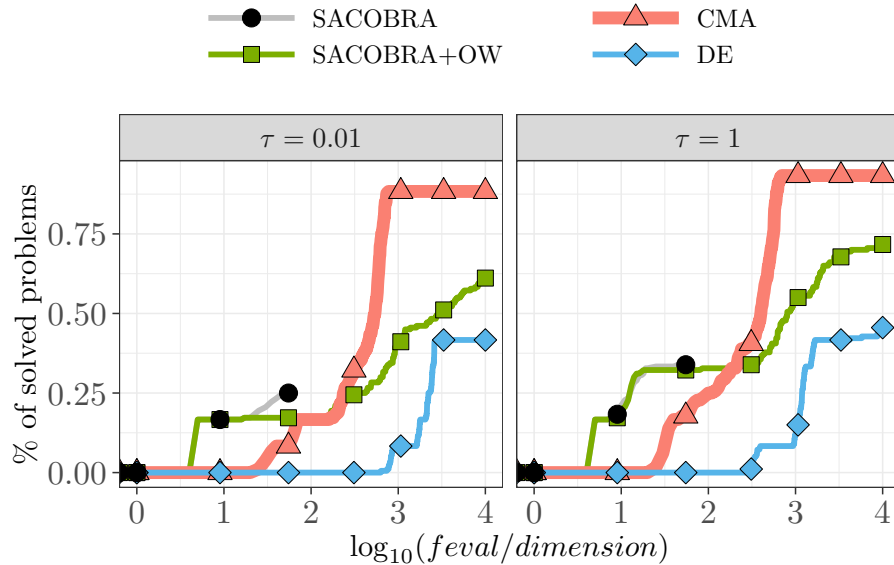 SACOBRA
CMA
SACOBRA+OW
DE
τ = 0.01
τ = 1
% of solved problems
0.75
0.50
0.25
0.00
0 1 2 3 4
0 1 2 3 4
log₁₀(feval/dimension)